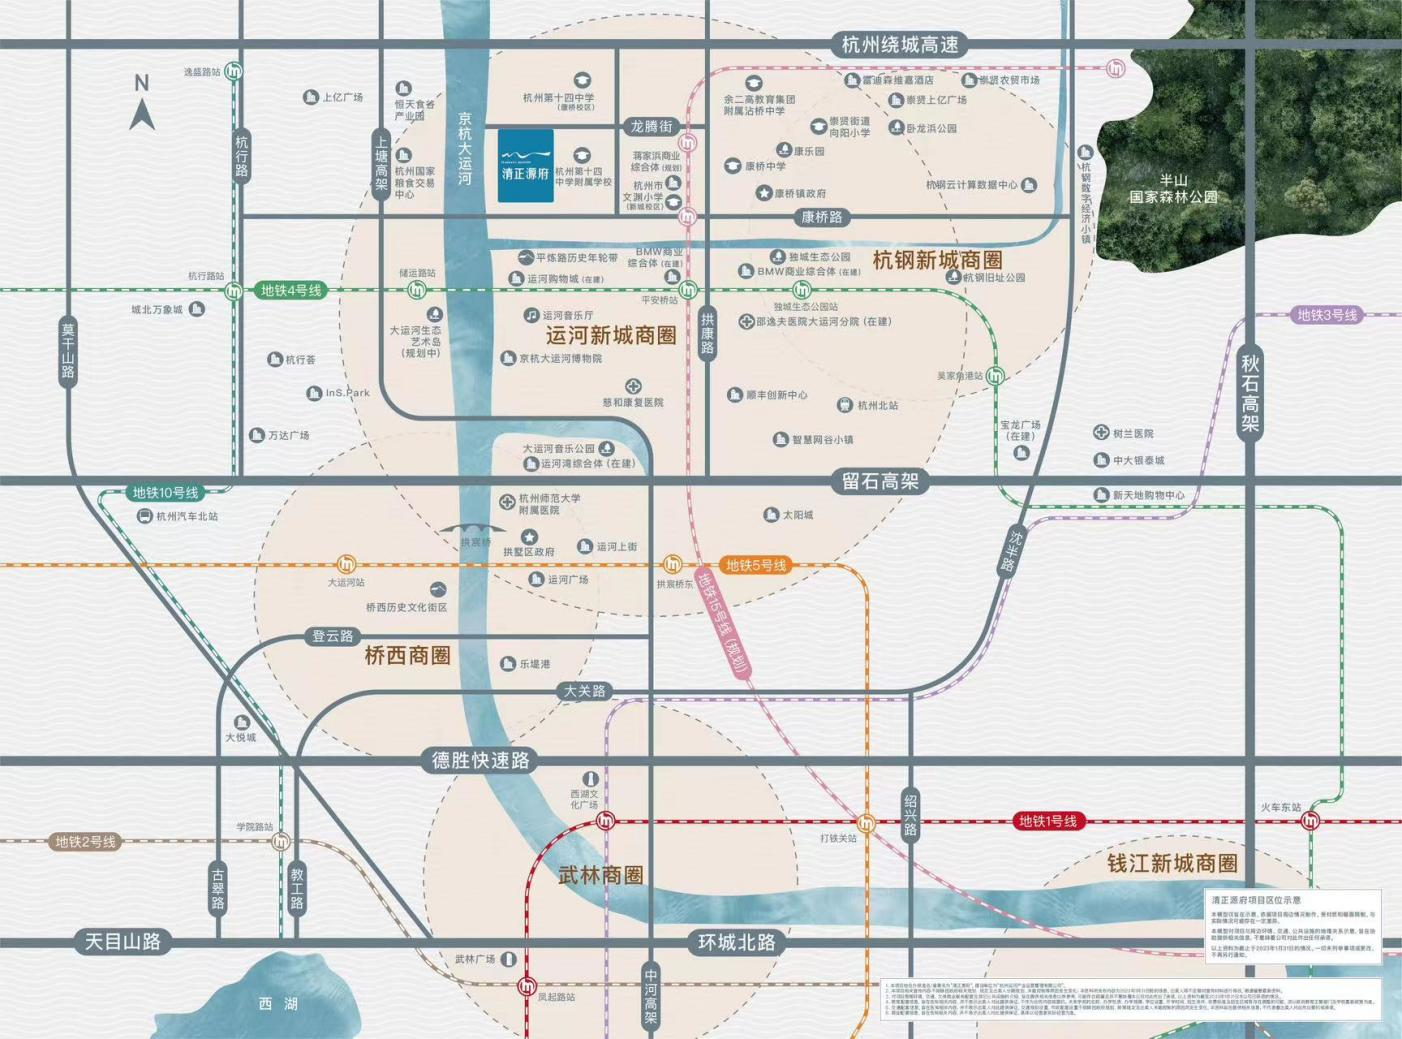 杭州绕城高速
N
逸盛路站
上亿广场
恒天食谷
产业园
杭州第十四中学
(康桥校区)
余二高教育集团
附属沾桥中学
雷迪森维嘉酒店
崇贤农贸市场
崇贤上亿广场
崇贤街道
向阳小学
卧龙浜公园
杭行路
上塘高架
京杭大运河
龙腾街
清正源府
杭州第十四
中学附属学校
杭州国家
粮食交易
中心
蒋家浜商业
综合体(规划)
杭州市
文澜小学
(新城校区)
康乐园
康桥中学
康桥镇政府
杭钢云计算数据中心
杭钢数字经济小镇
半山
国家森林公园
康桥路
平炼路历史年轮带
BMW商业
综合体(在建)
独城生态公园
BMW商业综合体(在建)
杭钢新城商圈
杭钢旧址公园
运河购物城(在建)
杭行路站
地铁4号线
储运路站
平安桥站
独城生态公园站
城北万象城
大运河生态
艺术岛
(规划中)
运河音乐厅
运河新城商圈
拱康路
邵逸夫医院大运河分院(在建)
地铁3号线
莫干山路
杭行荟
京杭大运河博物院
秋石高架
InS.Park
慈和康复医院
顺丰创新中心
杭州北站
吴家角港站
万达广场
大运河音乐公园
运河湾综合体(在建)
智慧网谷小镇
宝龙广场
(在建)
树兰医院
中大银泰城
留石高架
地铁10号线
杭州汽车北站
杭州师范大学
附属医院
太阳城
新天地购物中心
拱宸桥
拱墅区政府
运河上街
沈半路
大运河站
运河广场
拱宸桥东
地铁5号线
地铁15号线(规划)
桥西历史文化街区
登云路
桥西商圈
乐堤港
大关路
大悦城
德胜快速路
西湖文
化广场
绍兴路
火车东站
地铁1号线
地铁2号线
学院路站
打铁关站
武林商圈
钱江新城商圈
古翠路
教工路
清正源府项目区位示意
天目山路
环城北路
武林广场
中河高架
凤起路站
西 湖